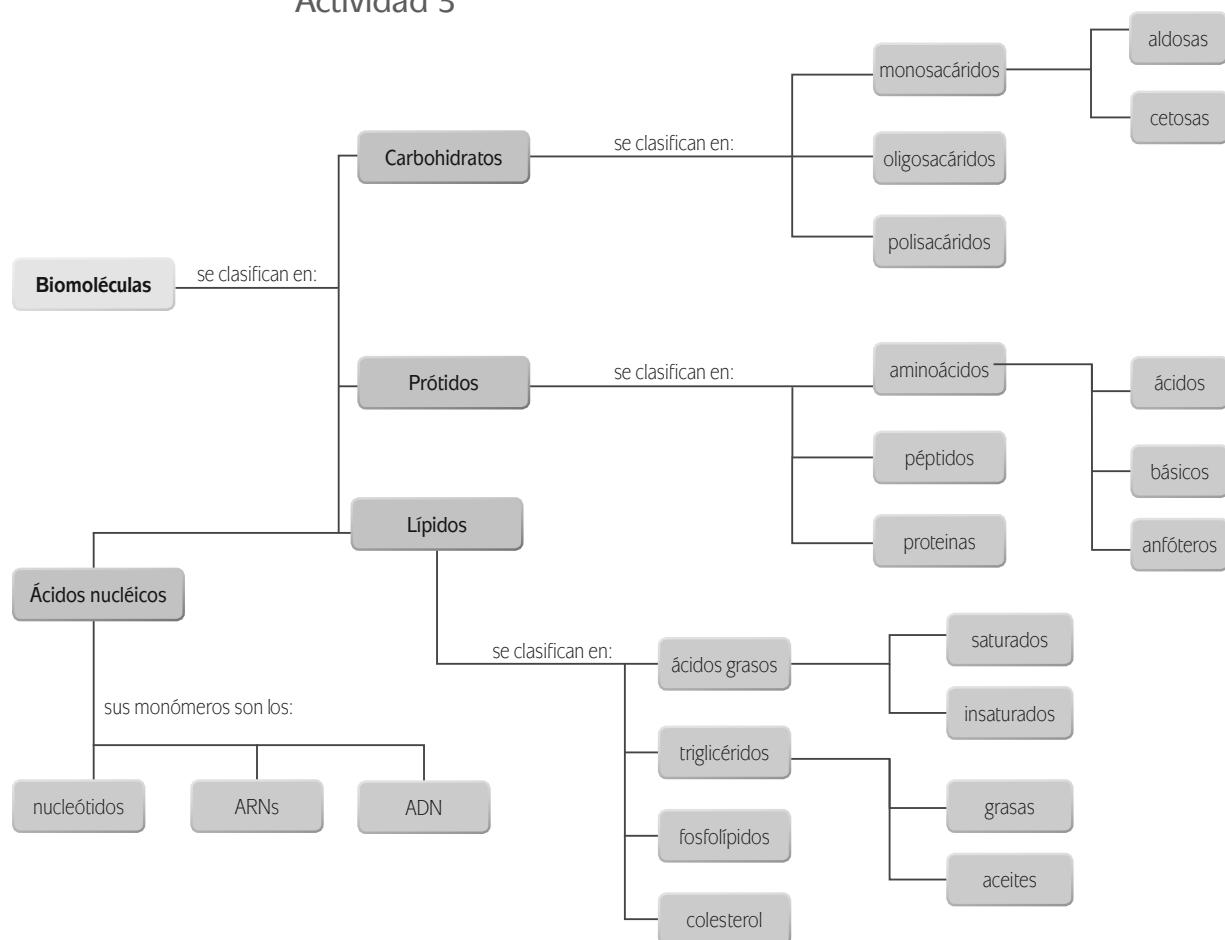 Actividad 3
Biomoléculas
se clasifican en:
Carbohidratos
se clasifican en:
monosacáridos
aldosas
cetosas
oligosacáridos
polisacáridos
Prótidos
se clasifican en:
aminoácidos
ácidos
básicos
anfóteros
péptidos
proteinas
Lípidos
se clasifican en:
ácidos grasos
saturados
insaturados
triglicéridos
grasas
aceites
fosfolípidos
colesterol
Ácidos nucléicos
sus monómeros son los:
nucleótidos
ARNs
ADN